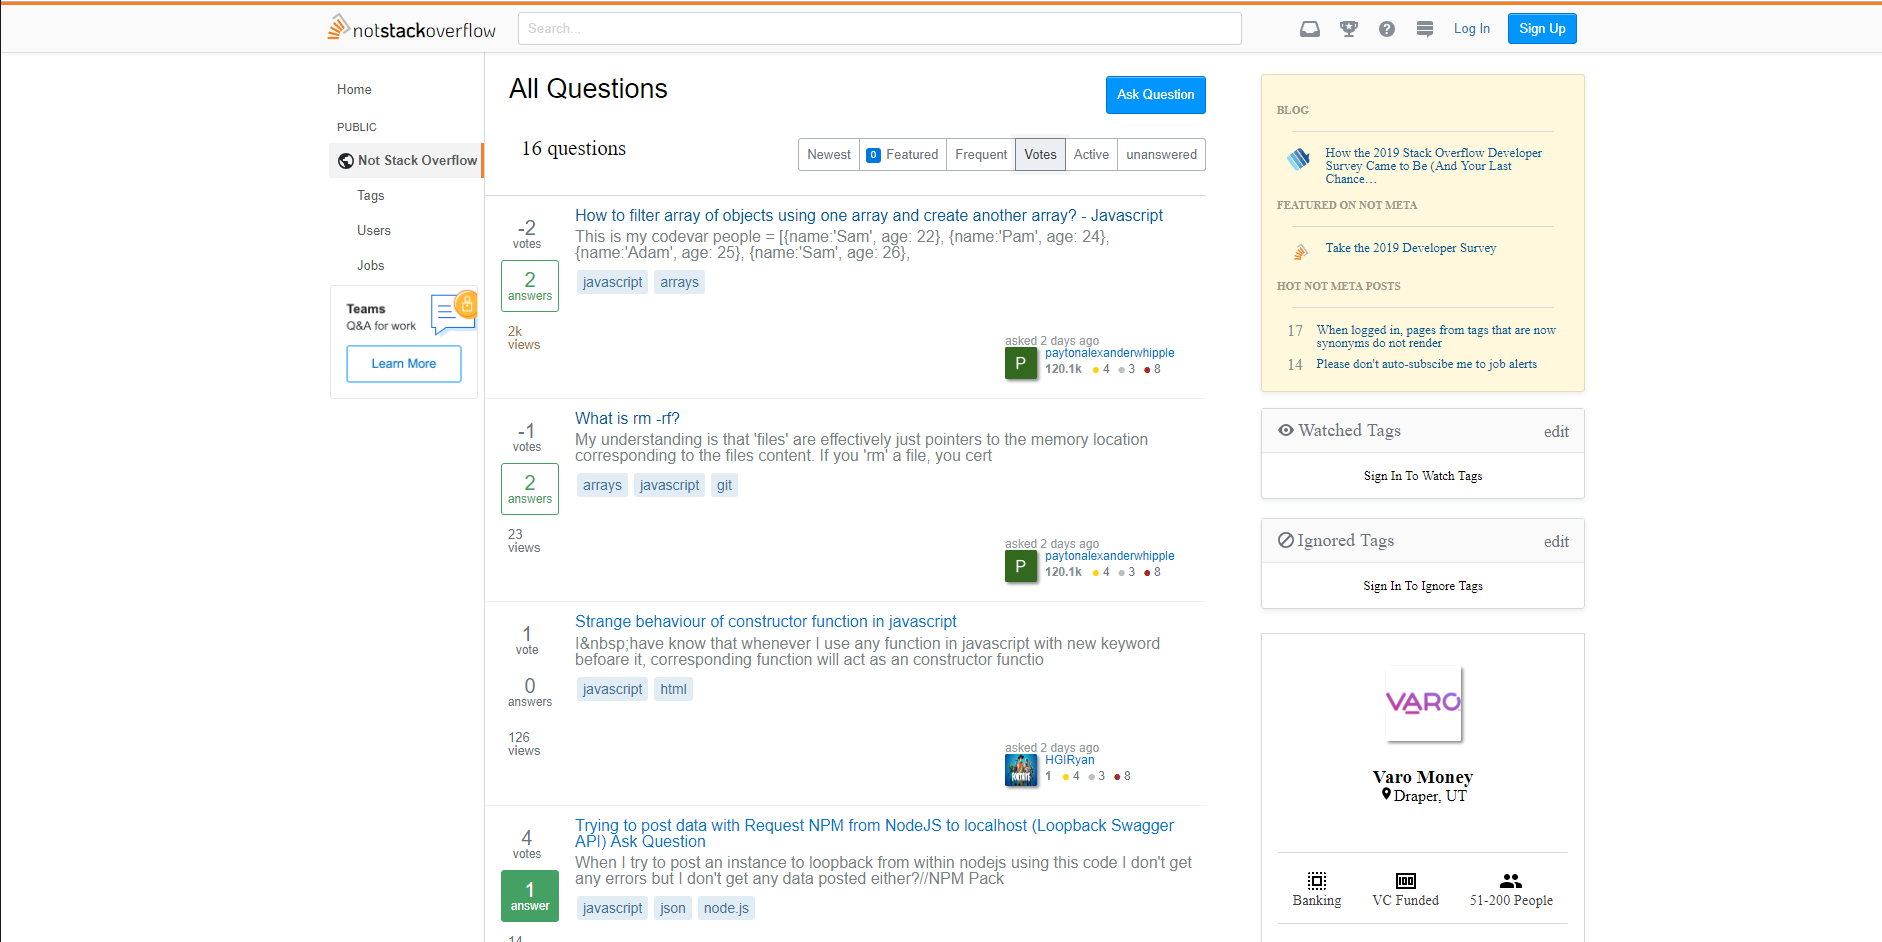 notstackoverflow
Search...
Log In
Sign Up
Home
PUBLIC
Not Stack Overflow
Tags
Users
Jobs
Teams
Q&A for work
Learn More
All Questions
Ask Question
16 questions
Newest
0 Featured
Frequent
Votes
Active
unanswered
-2
votes
2
answers
2k
views
How to filter array of objects using one array and create another array? - Javascript
This is my codevar people = [{name:'Sam', age: 22}, {name:'Pam', age: 24},
{name:'Adam', age: 25}, {name:'Sam', age: 26},
javascript arrays
asked 2 days ago
P
paytonalexanderwhipple
120.1k 4 3 8
-1
votes
2
answers
23
views
What is rm -rf?
My understanding is that 'files' are effectively just pointers to the memory location
corresponding to the files content. If you 'rm' a file, you cert
arrays javascript git
asked 2 days ago
P
paytonalexanderwhipple
120.1k 4 3 8
1
vote
0
answers
126
views
Strange behaviour of constructor function in javascript
I&nbsp;have know that whenever I use any function in javascript with new keyword
befoare it, corresponding function will act as an constructor functio
javascript html
asked 2 days ago
FORTNITE
HGIRyan
1 4 3 8
4
votes
1
answer
14
Trying to post data with Request NPM from NodeJS to localhost (Loopback Swagger
API) Ask Question
When I try to post an instance to loopback from within nodejs using this code I don't get
any errors but I don't get any data posted either?//NPM Pack
javascript json node.js
BLOG
How the 2019 Stack Overflow Developer
Survey Came to Be (And Your Last
Chance…
FEATURED ON NOT META
Take the 2019 Developer Survey
HOT NOT META POSTS
17 When logged in, pages from tags that are now
synonyms do not render
14 Please don't auto-subscibe me to job alerts
Watched Tags
edit
Sign In To Watch Tags
Ignored Tags
edit
Sign In To Ignore Tags
VARO
Varo Money
Draper, UT
Banking
VC Funded
51-200 People